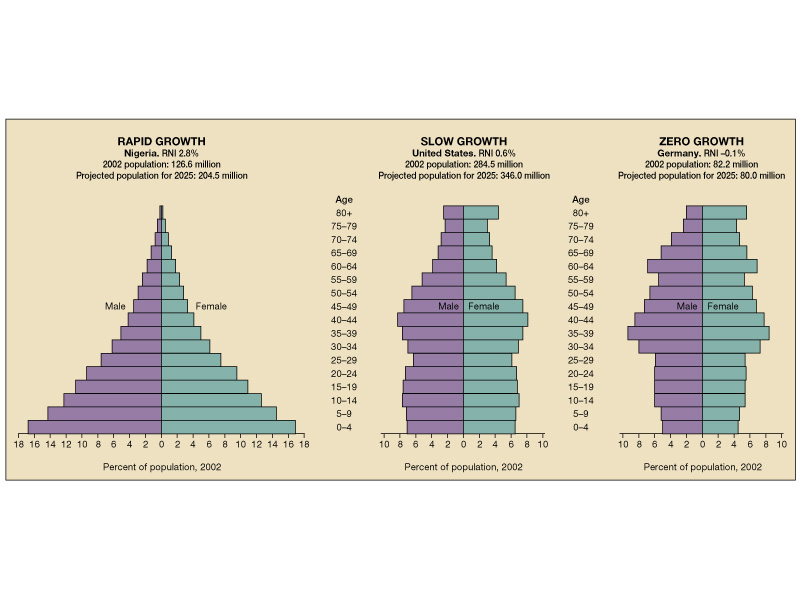 RAPID GROWTH
Nigeria. RNI 2.8%
2002 population: 126.6 million
Projected population for 2025: 204.5 million
Male
Female
18 16 14 12 10 8 6 4 2 0 2 4 6 8 10 12 14 16 18
Percent of population, 2002
Age
80+
75–79
70–74
65–69
60–64
55–59
50–54
45–49
40–44
35–39
30–34
25–29
20–24
15–19
10–14
5–9
0–4
SLOW GROWTH
United States. RNI 0.6%
2002 population: 284.5 million
Projected population for 2025: 346.0 million
Male
Female
10 8 6 4 2 0 2 4 6 8 10
Percent of population, 2002
Age
80+
75–79
70–74
65–69
60–64
55–59
50–54
45–49
40–44
35–39
30–34
25–29
20–24
15–19
10–14
5–9
0–4
ZERO GROWTH
Germany. RNI –0.1%
2002 population: 82.2 million
Projected population for 2025: 80.0 million
Male
Female
10 8 6 4 2 0 2 4 6 8 10
Percent of population, 2002